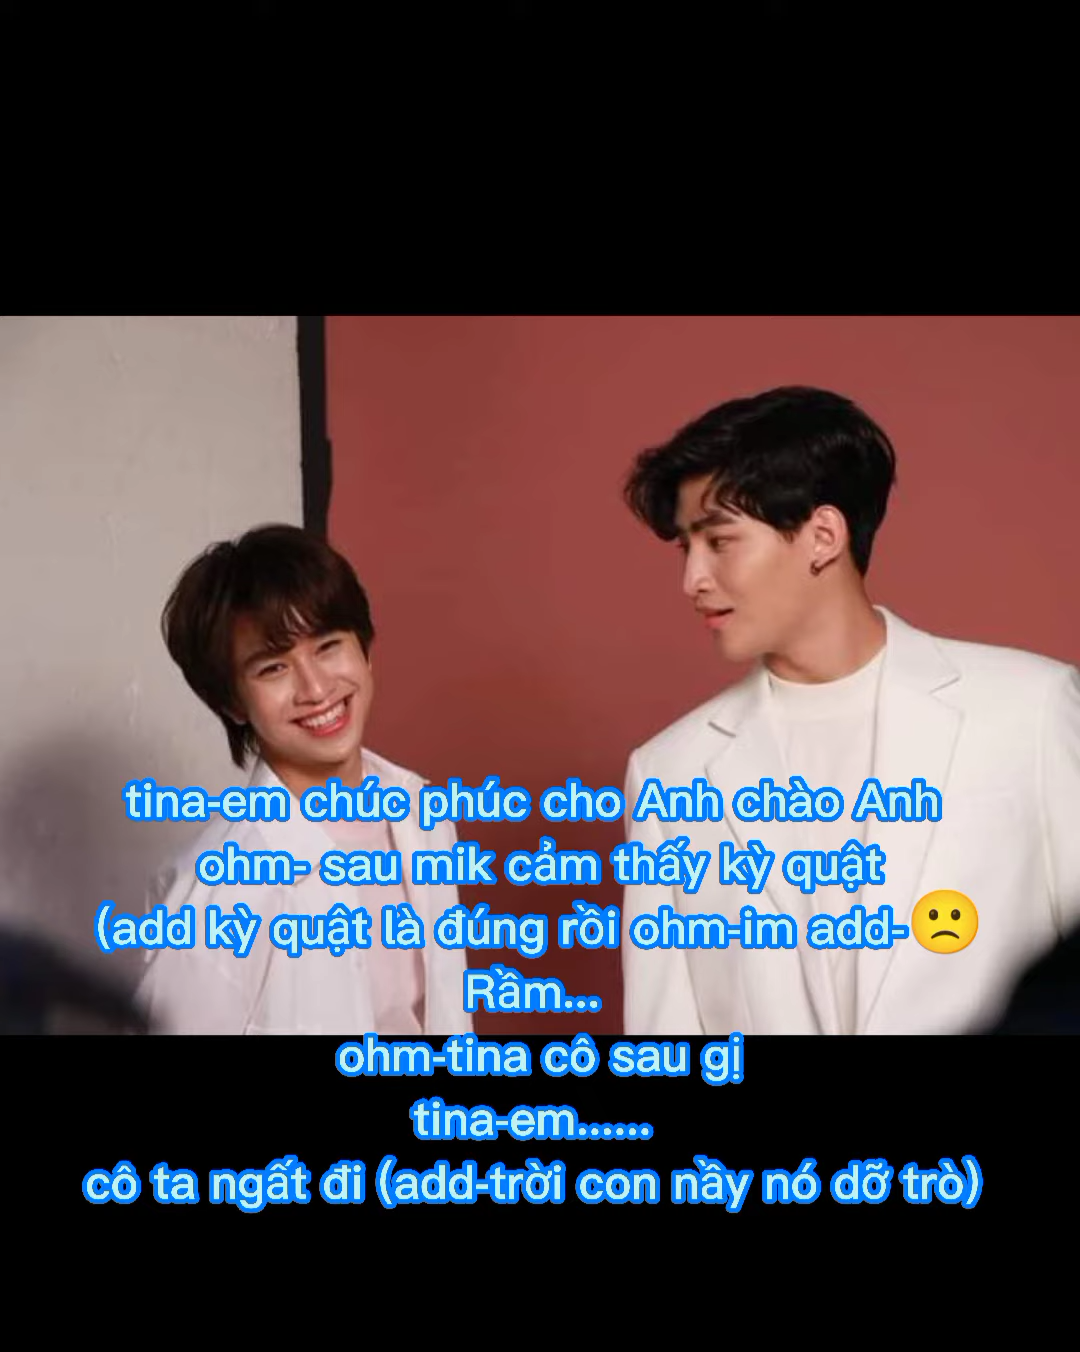 tina-em chúc phúc cho Anh chào Anh
ohm- sau mik cảm thấy kỳ quật
(add kỳ quật là đúng rồi ohm-im add-🙁
Rầm...
ohm-tina cô sau gị
tina-em......
cô ta ngất đi (add-trời con nầy nó dỡ trò)